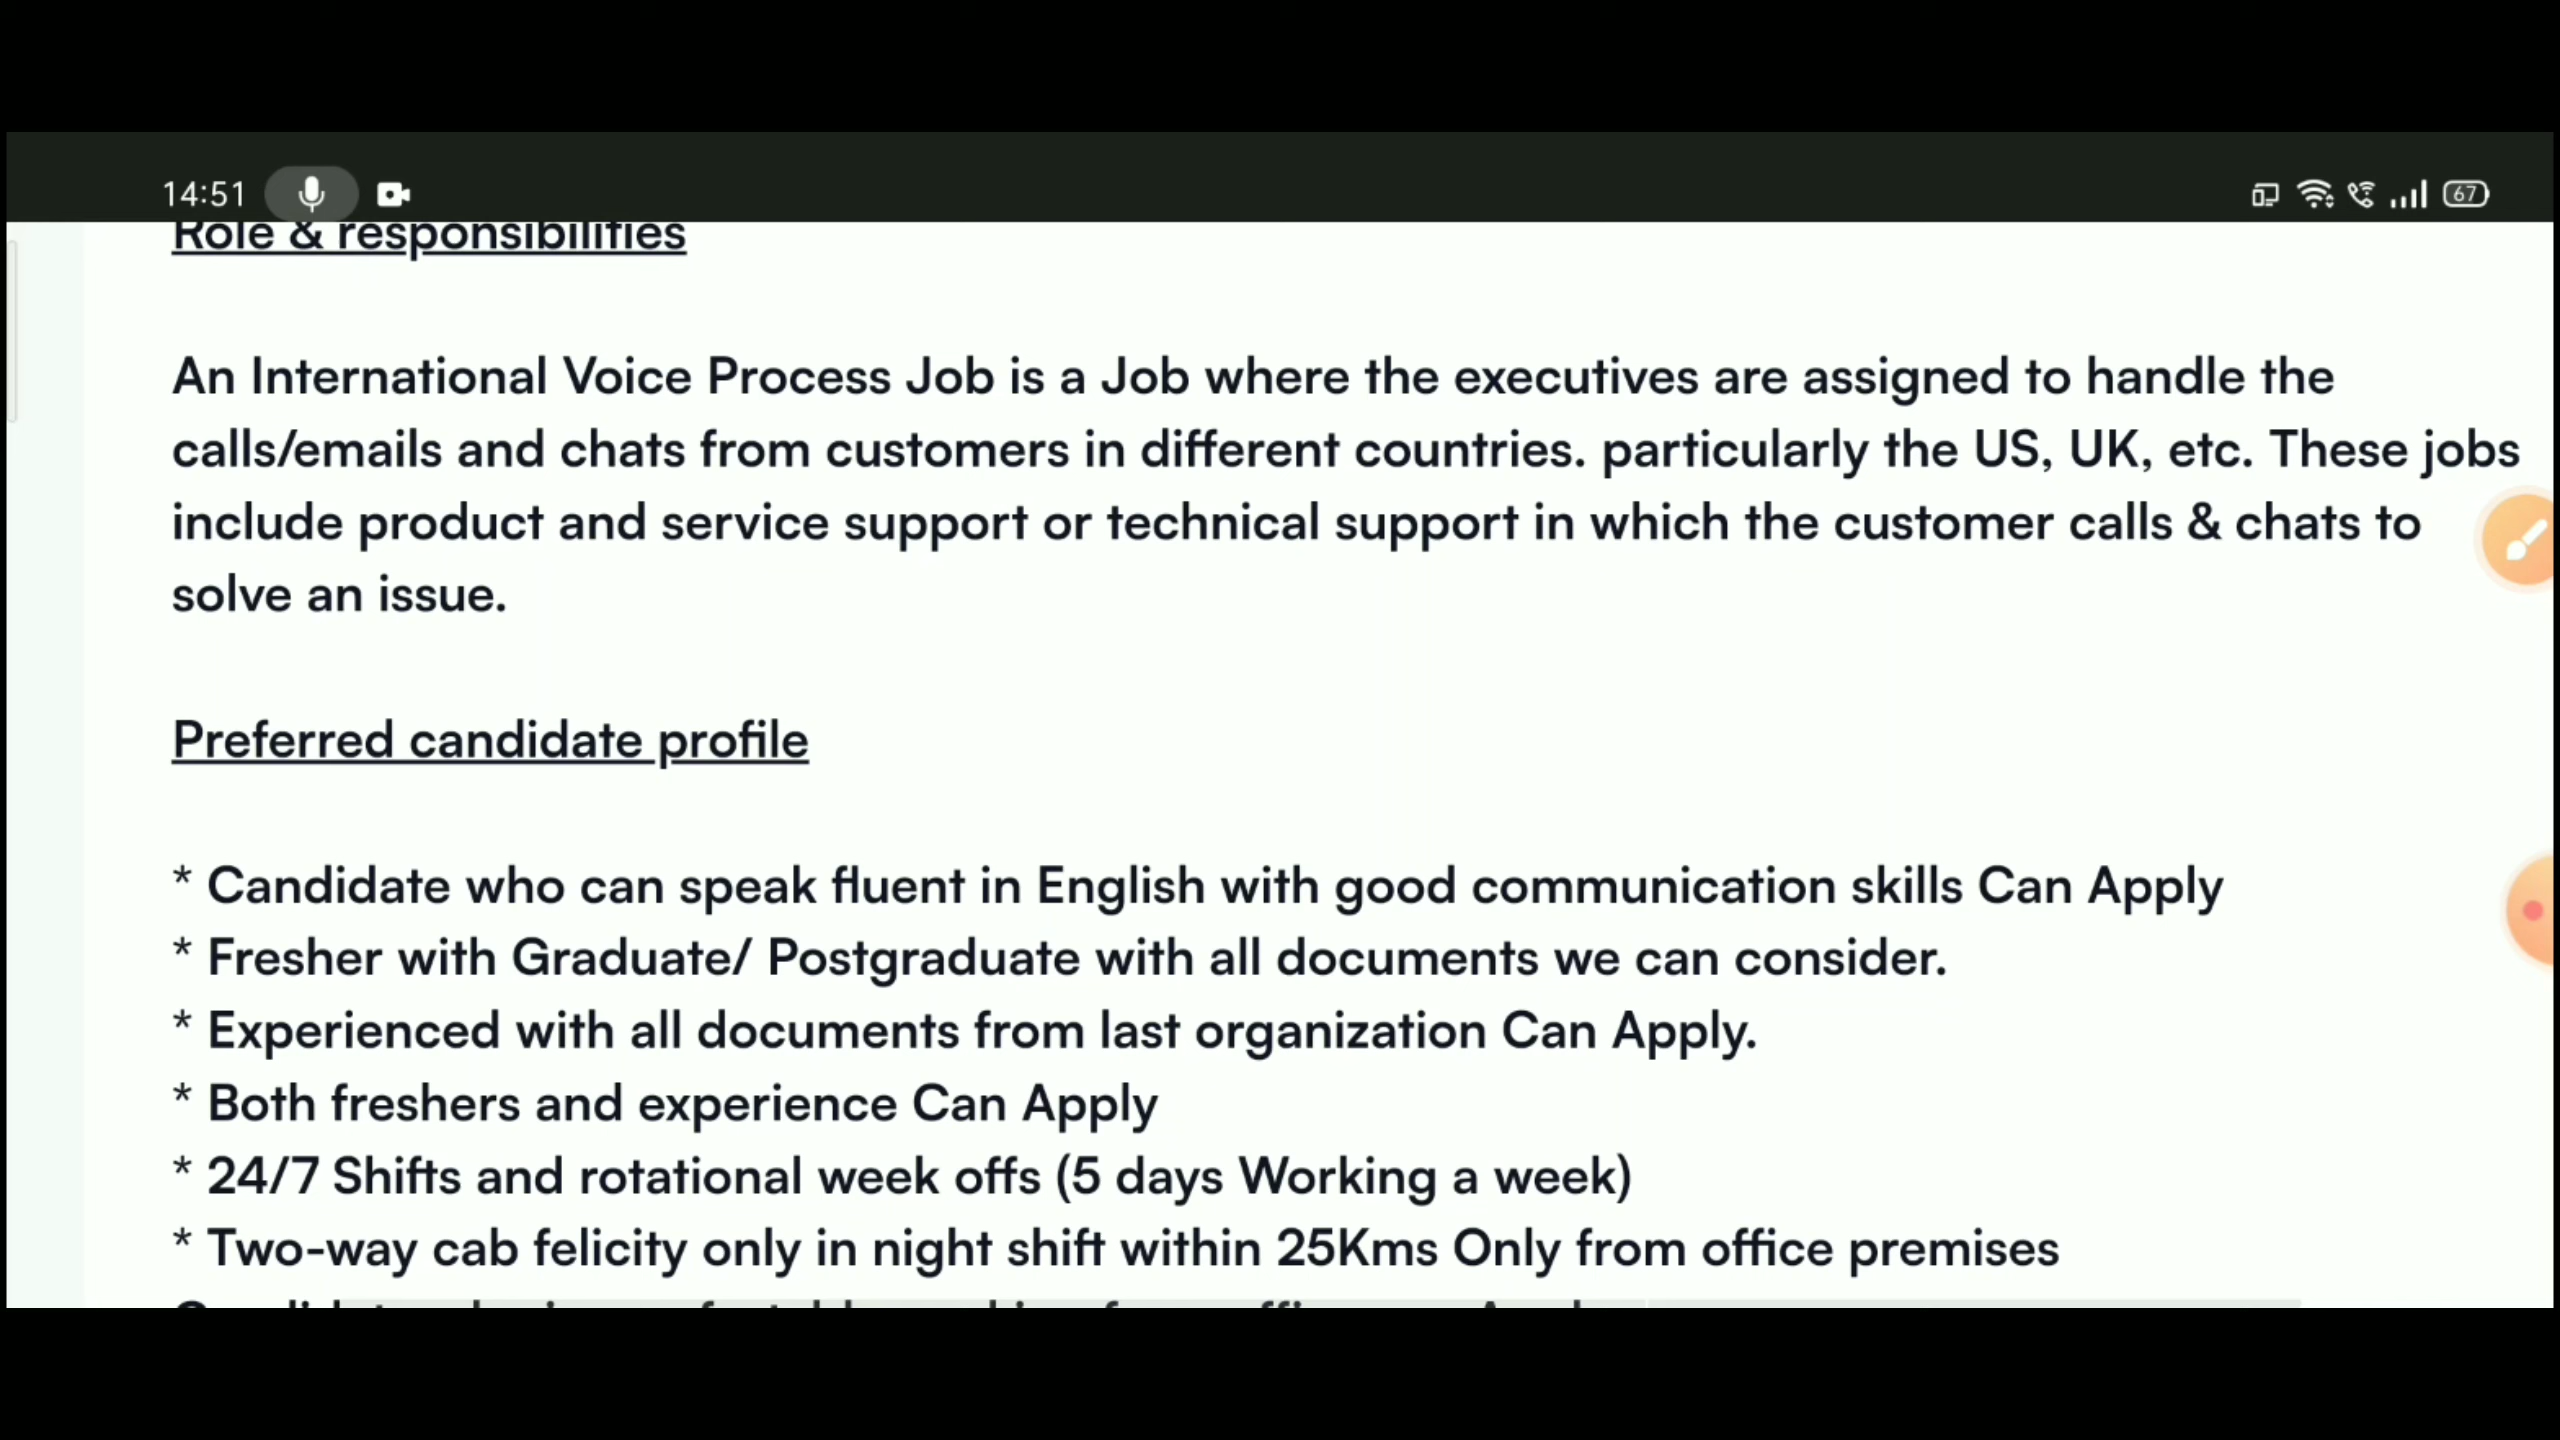 14:51
67
Role & responsibilities
An International Voice Process Job is a Job where the executives are assigned to handle the
calls/emails and chats from customers in different countries. particularly the US, UK, etc. These jobs
include product and service support or technical support in which the customer calls & chats to
solve an issue.
Preferred candidate profile
* Candidate who can speak fluent in English with good communication skills Can Apply
* Fresher with Graduate/ Postgraduate with all documents we can consider.
* Experienced with all documents from last organization Can Apply.
* Both freshers and experience Can Apply
* 24/7 Shifts and rotational week offs (5 days Working a week)
* Two-way cab felicity only in night shift within 25Kms Only from office premises